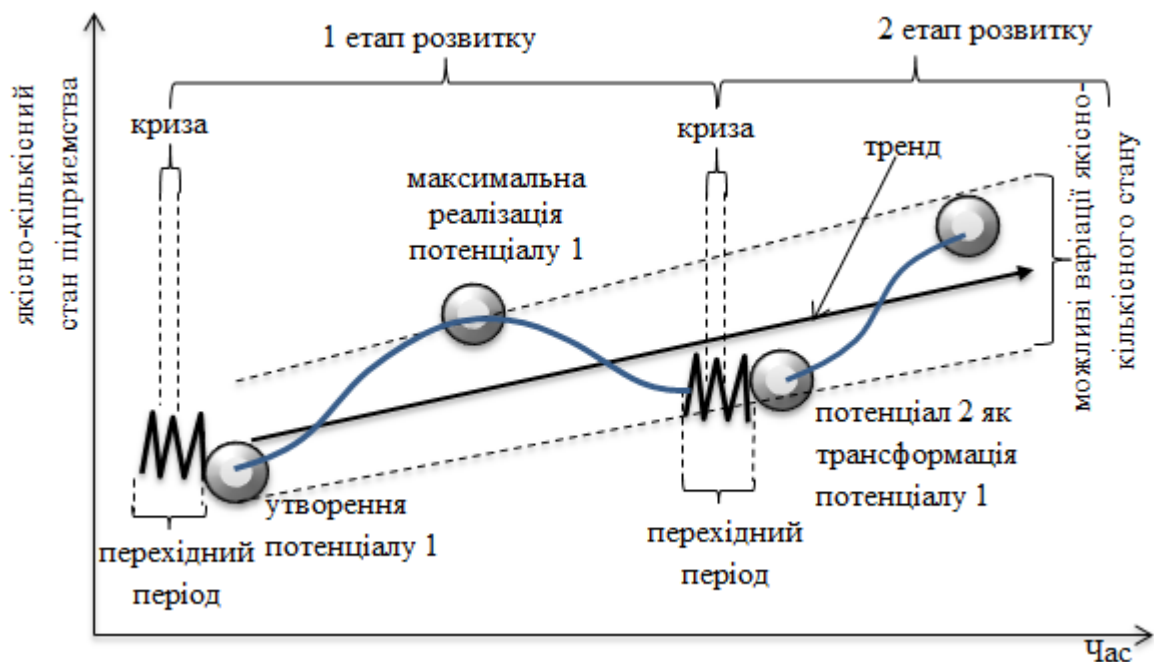 1 етап розвитку
2 етап розвитку
якісно-кількісний
стан підприємства
криза
криза
тренд
максимальна
реалізація
потенціалу 1
можливі варіації якісно-
кількісного стану
утворення
потенціалу 1
перехідний
період
перехідний
період
потенціал 2 як
трансформація
потенціалу 1
Час